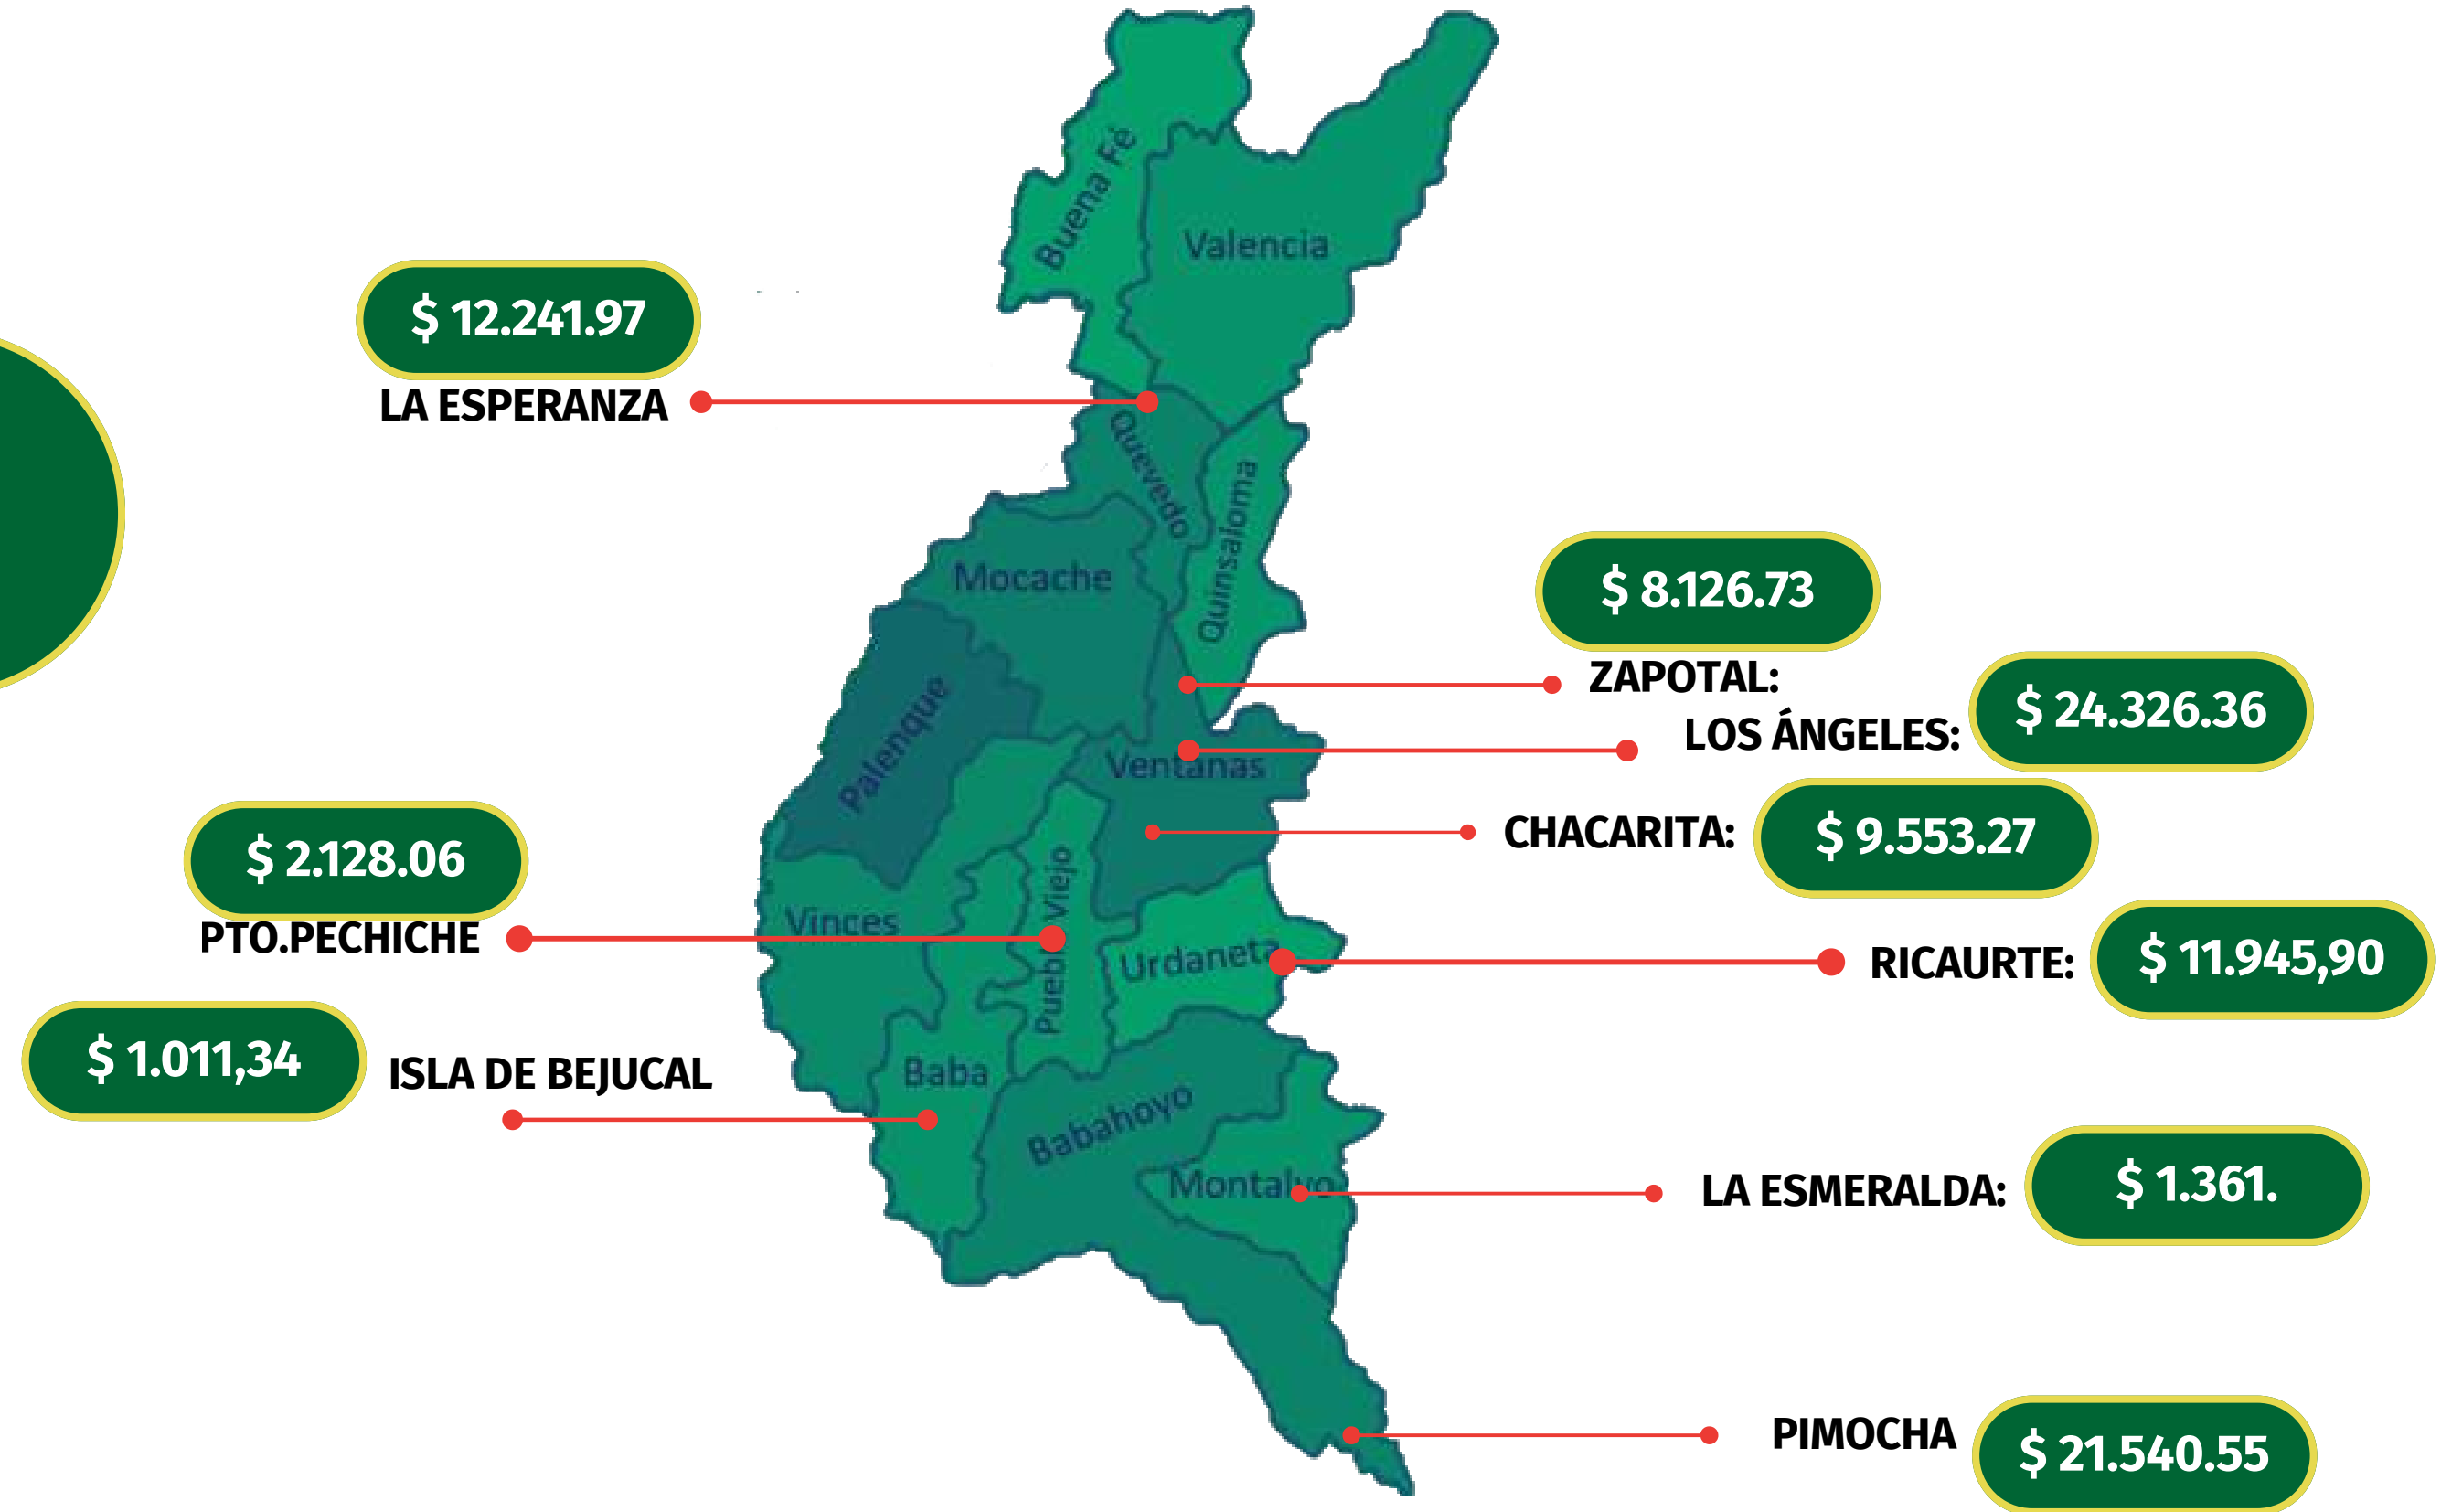 Buena Fé
Valencia
$ 12.241.97
LA ESPERANZA
Quevedo
Quinsaloma
Mocache
$ 8.126.73
ZAPOTAL:
LOS ÁNGELES:
$ 24.326.36
Palenque
Ventanas
CHACARITA:
$ 9.553.27
$ 2.128.06
PTO.PECHICHE
Vinces
Pueblo Viejo
Urdaneta
RICAURTE:
$ 11.945,90
$ 1.011,34
ISLA DE BEJUCAL
Baba
Babahoyo
Montalvo
LA ESMERALDA:
$ 1.361.
PIMOCHA
$ 21.540.55